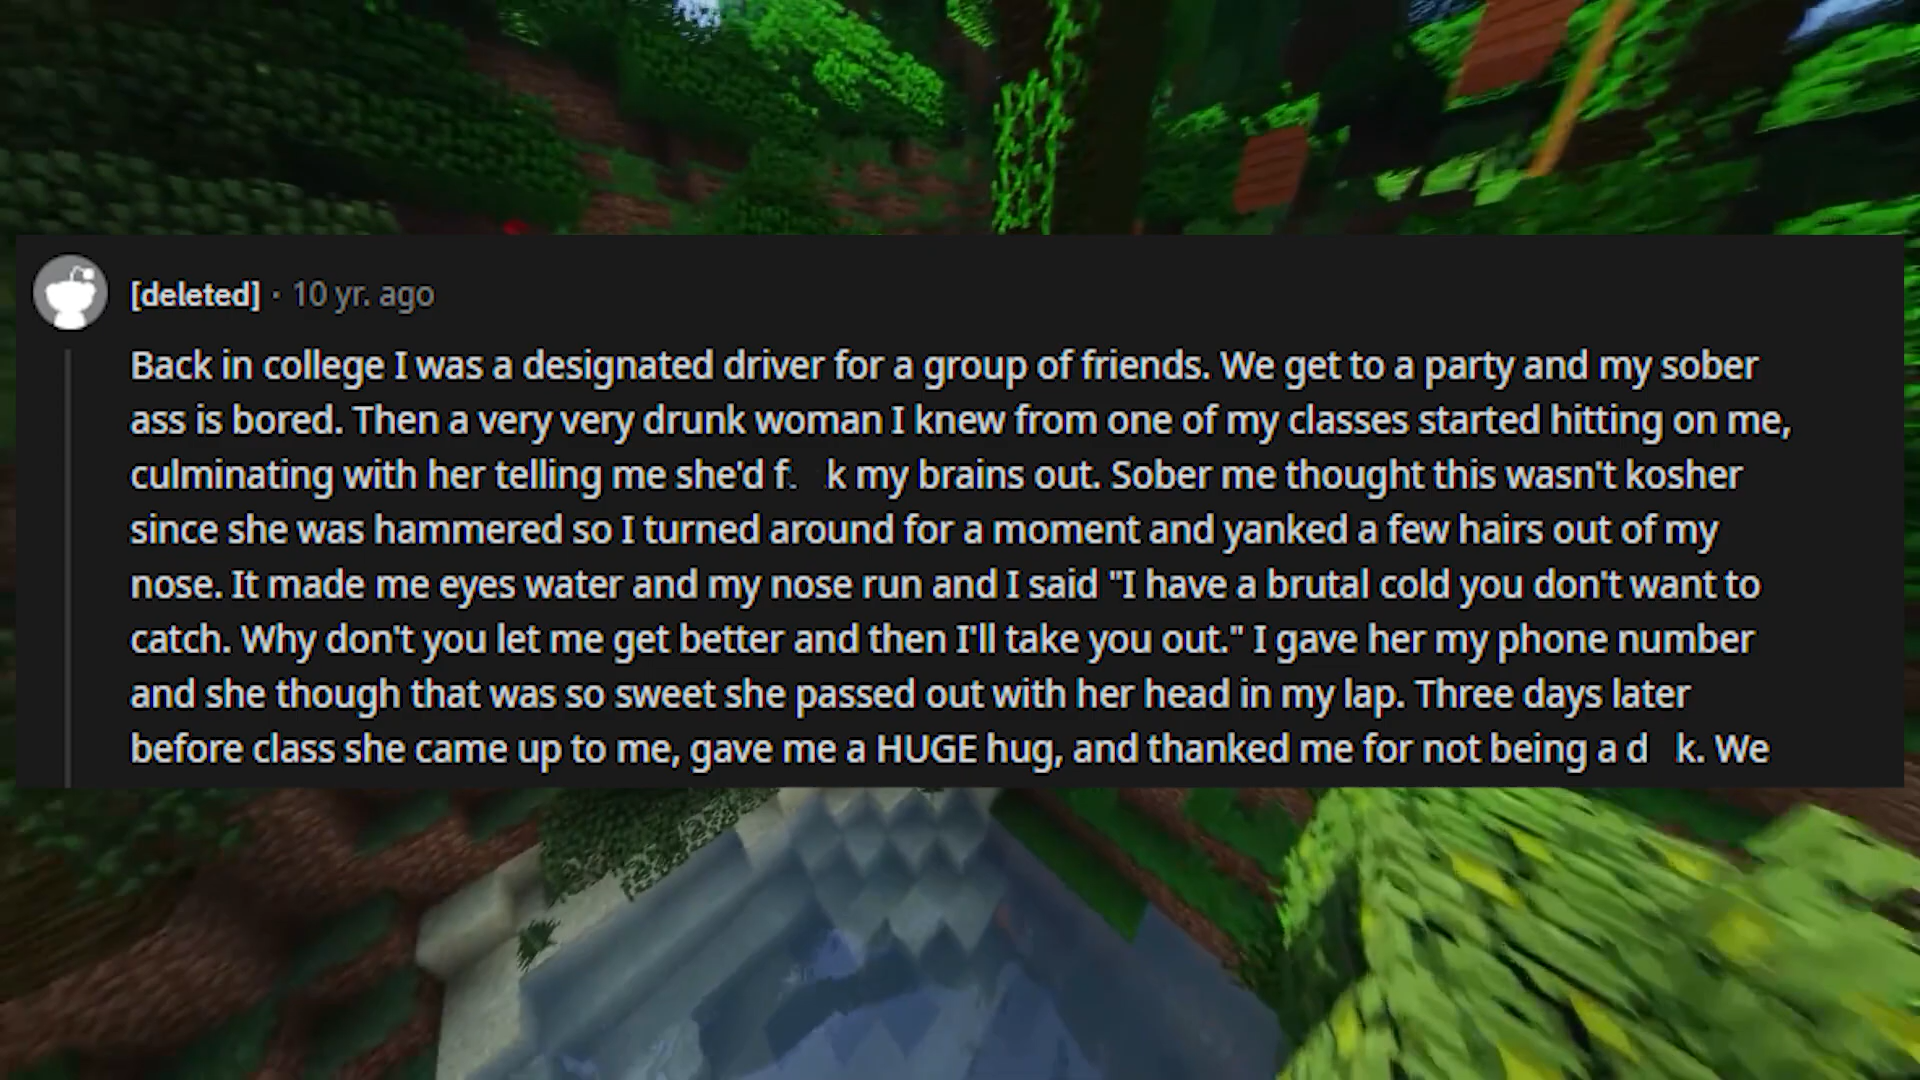 [deleted] · 10 yr. ago
Back in college I was a designated driver for a group of friends. We get to a party and my sober
ass is bored. Then a very very drunk woman I knew from one of my classes started hitting on me,
culminating with her telling me she'd f. k my brains out. Sober me thought this wasn't kosher
since she was hammered so I turned around for a moment and yanked a few hairs out of my
nose. It made me eyes water and my nose run and I said "I have a brutal cold you don't want to
catch. Why don't you let me get better and then I'll take you out." I gave her my phone number
and she though that was so sweet she passed out with her head in my lap. Three days later
before class she came up to me, gave me a HUGE hug, and thanked me for not being a d k. We